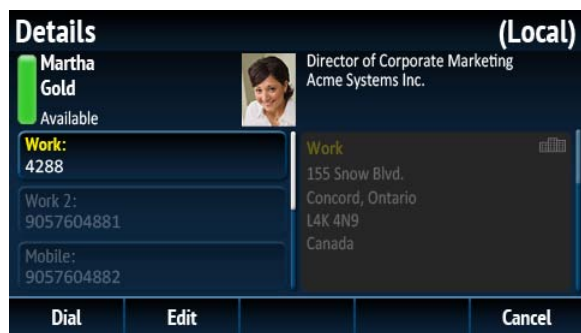 Details
(Local)
Martha
Gold
Available
Director of Corporate Marketing
Acme Systems Inc.
Work:
4288
Work 2:
9057604881
Mobile:
9057604882
Work
155 Snow Blvd.
Concord, Ontario
L4K 4N9
Canada
Dial
Edit
Cancel